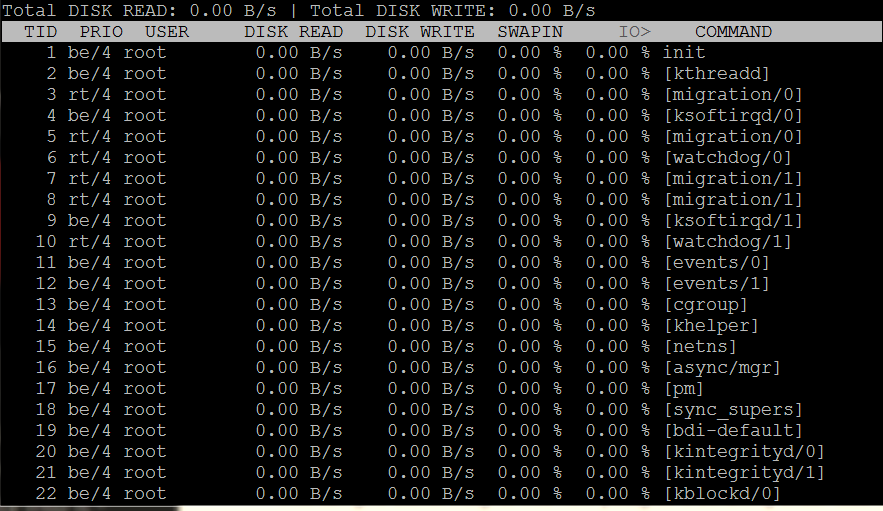 Total DISK READ: 0.00 B/s | Total DISK WRITE: 0.00 B/s
TID PRIO USER DISK READ DISK WRITE SWAPIN IO> COMMAND
1 be/4 root 0.00 B/s 0.00 B/s 0.00 % 0.00 % init
2 be/4 root 0.00 B/s 0.00 B/s 0.00 % 0.00 % [kthreadd]
3 rt/4 root 0.00 B/s 0.00 B/s 0.00 % 0.00 % [migration/0]
4 be/4 root 0.00 B/s 0.00 B/s 0.00 % 0.00 % [ksoftirqd/0]
5 rt/4 root 0.00 B/s 0.00 B/s 0.00 % 0.00 % [migration/0]
6 rt/4 root 0.00 B/s 0.00 B/s 0.00 % 0.00 % [watchdog/0]
7 rt/4 root 0.00 B/s 0.00 B/s 0.00 % 0.00 % [migration/1]
8 rt/4 root 0.00 B/s 0.00 B/s 0.00 % 0.00 % [migration/1]
9 be/4 root 0.00 B/s 0.00 B/s 0.00 % 0.00 % [ksoftirqd/1]
10 rt/4 root 0.00 B/s 0.00 B/s 0.00 % 0.00 % [watchdog/1]
11 be/4 root 0.00 B/s 0.00 B/s 0.00 % 0.00 % [events/0]
12 be/4 root 0.00 B/s 0.00 B/s 0.00 % 0.00 % [events/1]
13 be/4 root 0.00 B/s 0.00 B/s 0.00 % 0.00 % [cgroup]
14 be/4 root 0.00 B/s 0.00 B/s 0.00 % 0.00 % [khelper]
15 be/4 root 0.00 B/s 0.00 B/s 0.00 % 0.00 % [netns]
16 be/4 root 0.00 B/s 0.00 B/s 0.00 % 0.00 % [async/mgr]
17 be/4 root 0.00 B/s 0.00 B/s 0.00 % 0.00 % [pm]
18 be/4 root 0.00 B/s 0.00 B/s 0.00 % 0.00 % [sync_supers]
19 be/4 root 0.00 B/s 0.00 B/s 0.00 % 0.00 % [bdi-default]
20 be/4 root 0.00 B/s 0.00 B/s 0.00 % 0.00 % [kintegrityd/0]
21 be/4 root 0.00 B/s 0.00 B/s 0.00 % 0.00 % [kintegrityd/1]
22 be/4 root 0.00 B/s 0.00 B/s 0.00 % 0.00 % [kblockd/0]